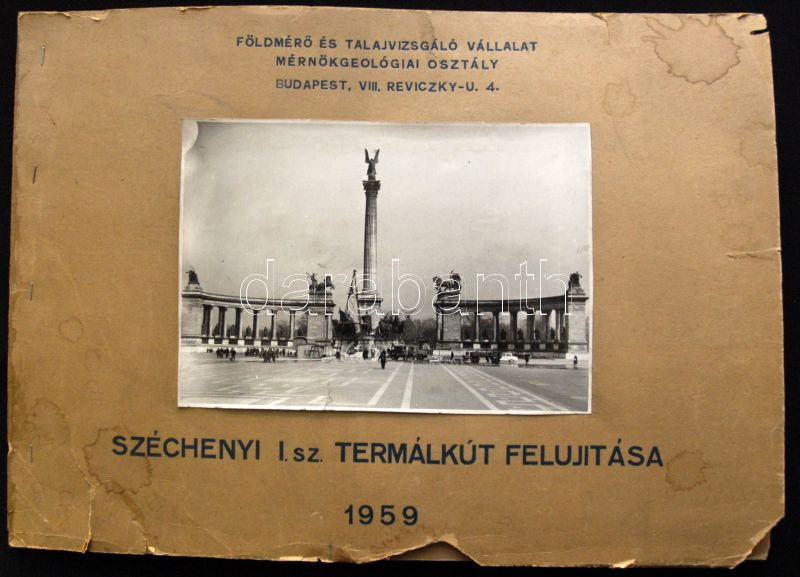 FÖLDMÉRŐ ÉS TALAJVIZSGÁLÓ VÁLLALAT
MÉRNÖKGEOLÓGIAI OSZTÁLY
BUDAPEST, VIII. REVICZKY-U. 4.
darabanth
SZÉCHENYI I.sz. TERMÁLKÚT FELUJITÁSA
1959